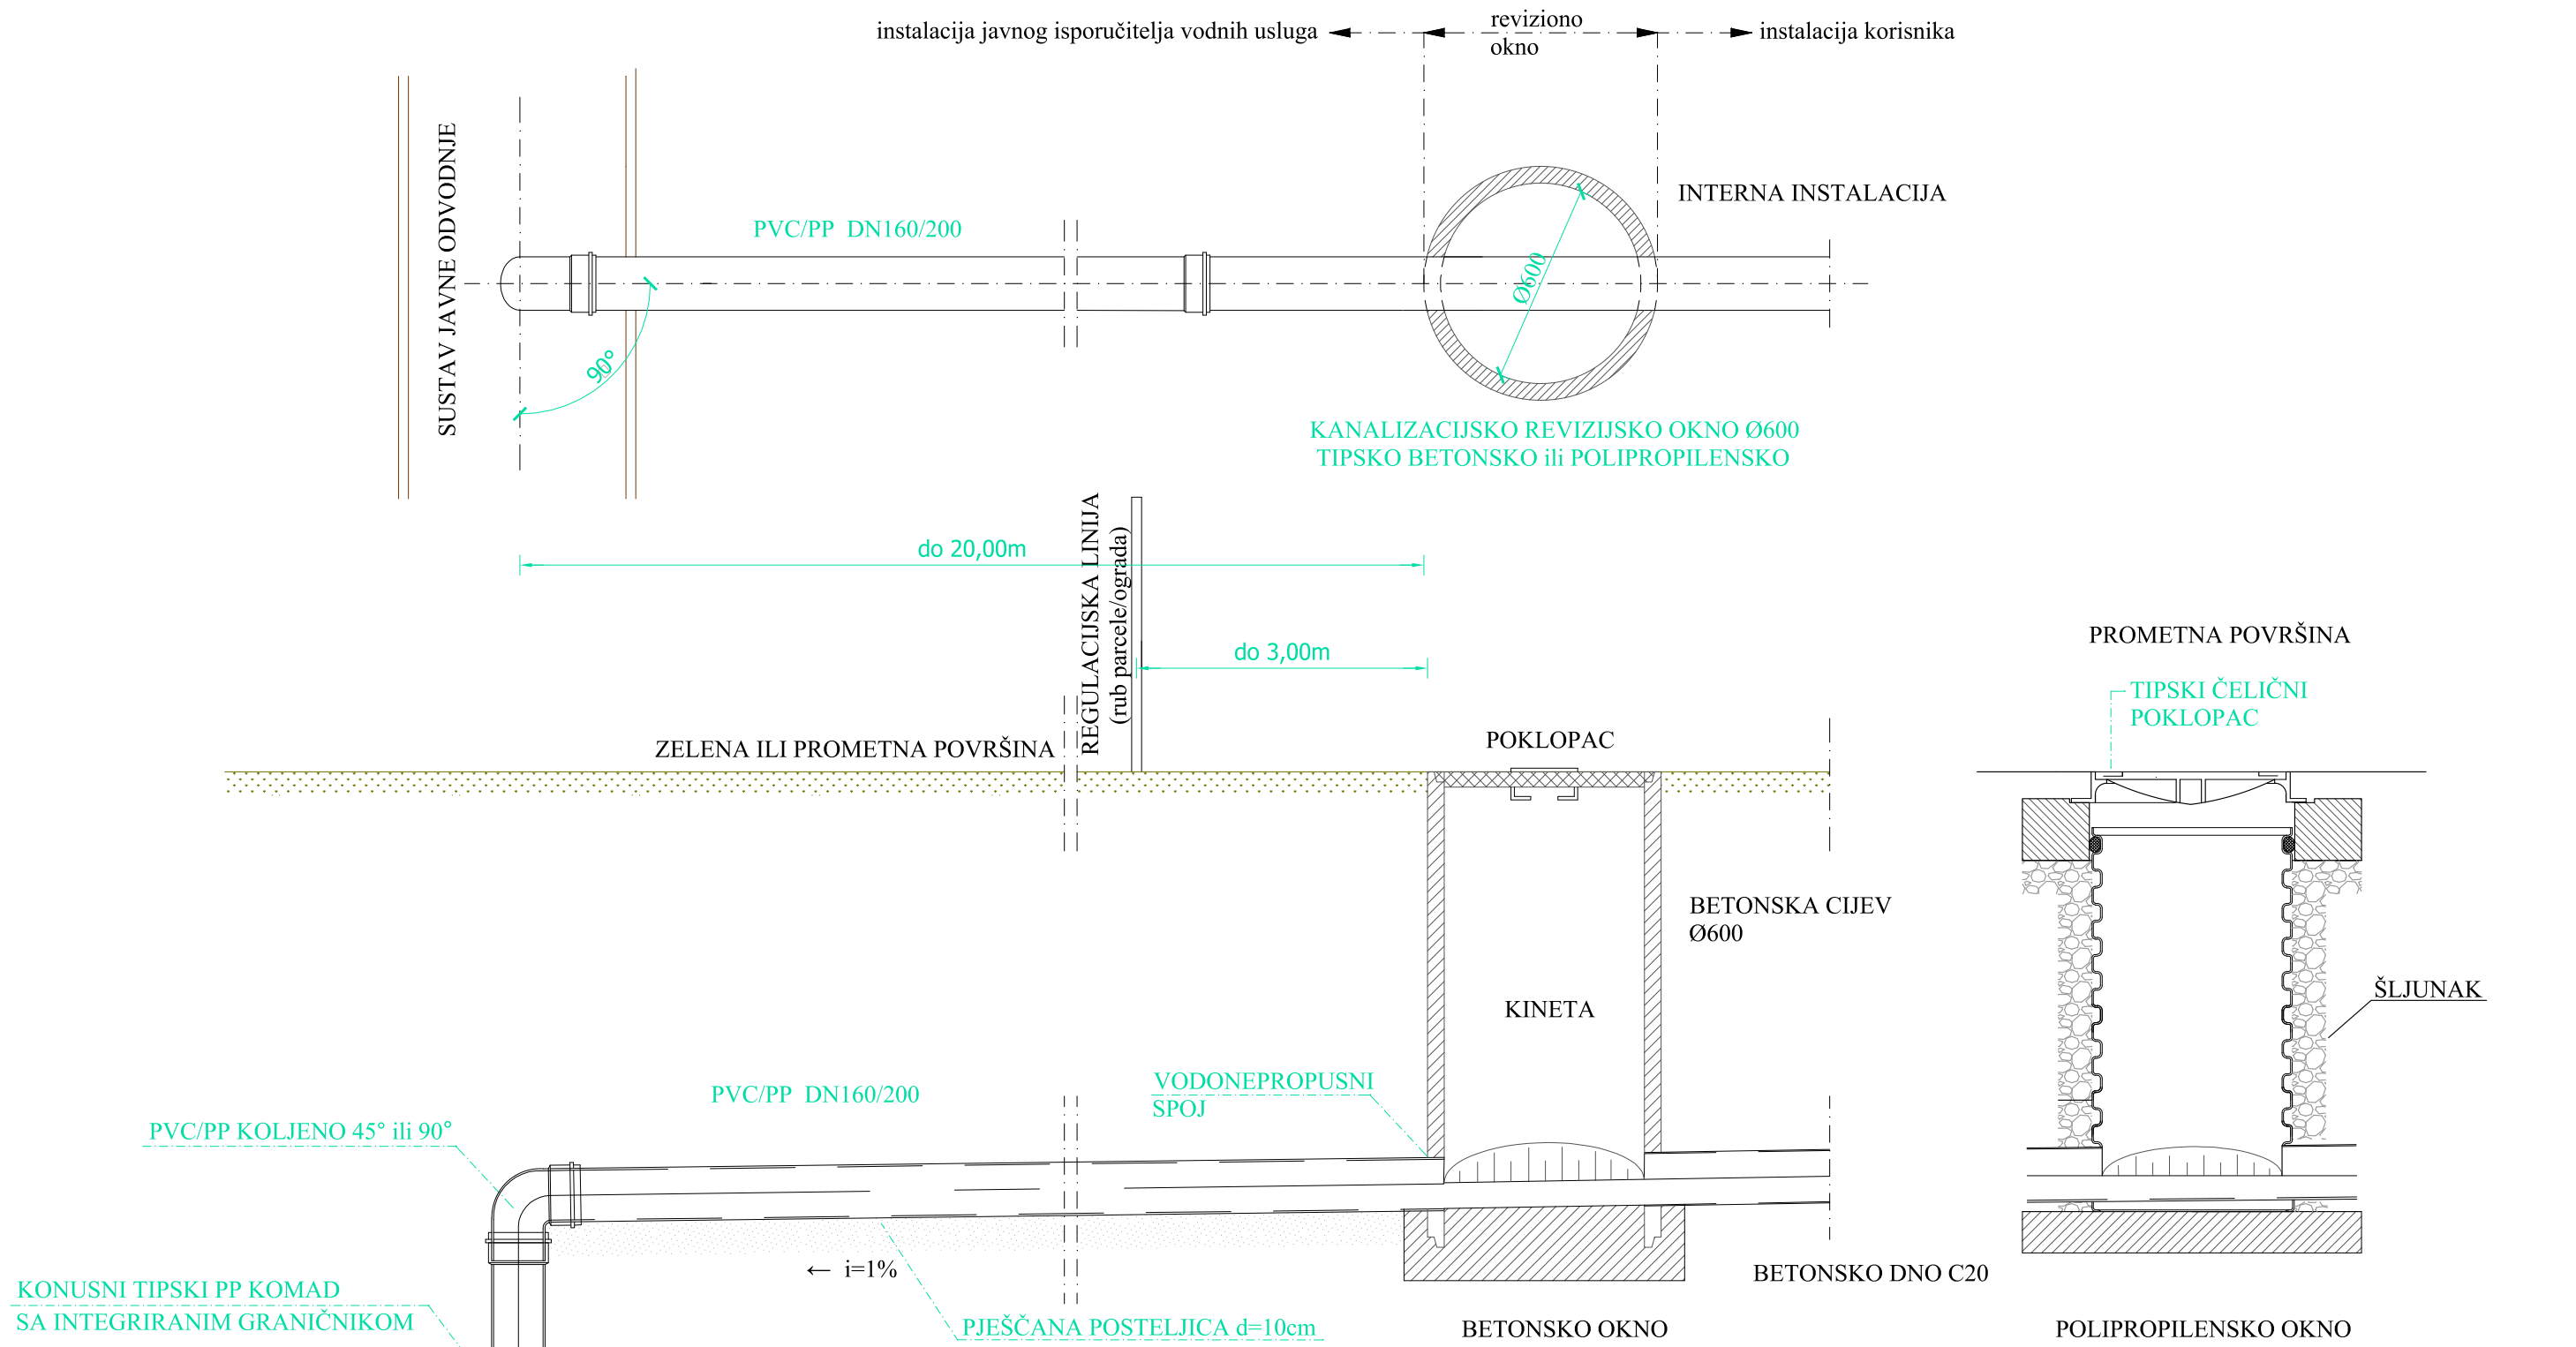 instalacija javnog isporučitelja vodnih usluga
reviziono
okno
instalacija korisnika
SUSTAV JAVNE ODVODNJE
PVC/PP DN160/200
INTERNA INSTALACIJA
Ø600
90°
KANALIZACIJSKO REVIZIJSKO OKNO Ø600
TIPSKO BETONSKO ili POLIPROPILENSKO
REGULACIJSKA LINIJA
(rub parcele/ograda)
do 20,00m
do 3,00m
PROMETNA POVRŠINA
TIPSKI ČELIČNI
POKLOPAC
ZELENA ILI PROMETNA POVRŠINA
POKLOPAC
BETONSKA CIJEV
Ø600
ŠLJUNAK
KINETA
VODONEPROPUSNI
SPOJ
PVC/PP DN160/200
PVC/PP KOLJENO 45° ili 90°
← i=1%
BETONSKO DNO C20
KONUSNI TIPSKI PP KOMAD
SA INTEGRIRANIM GRANIČNIKOM
PJEŠČANA POSTELJICA d=10cm
BETONSKO OKNO
POLIPROPILENSKO OKNO